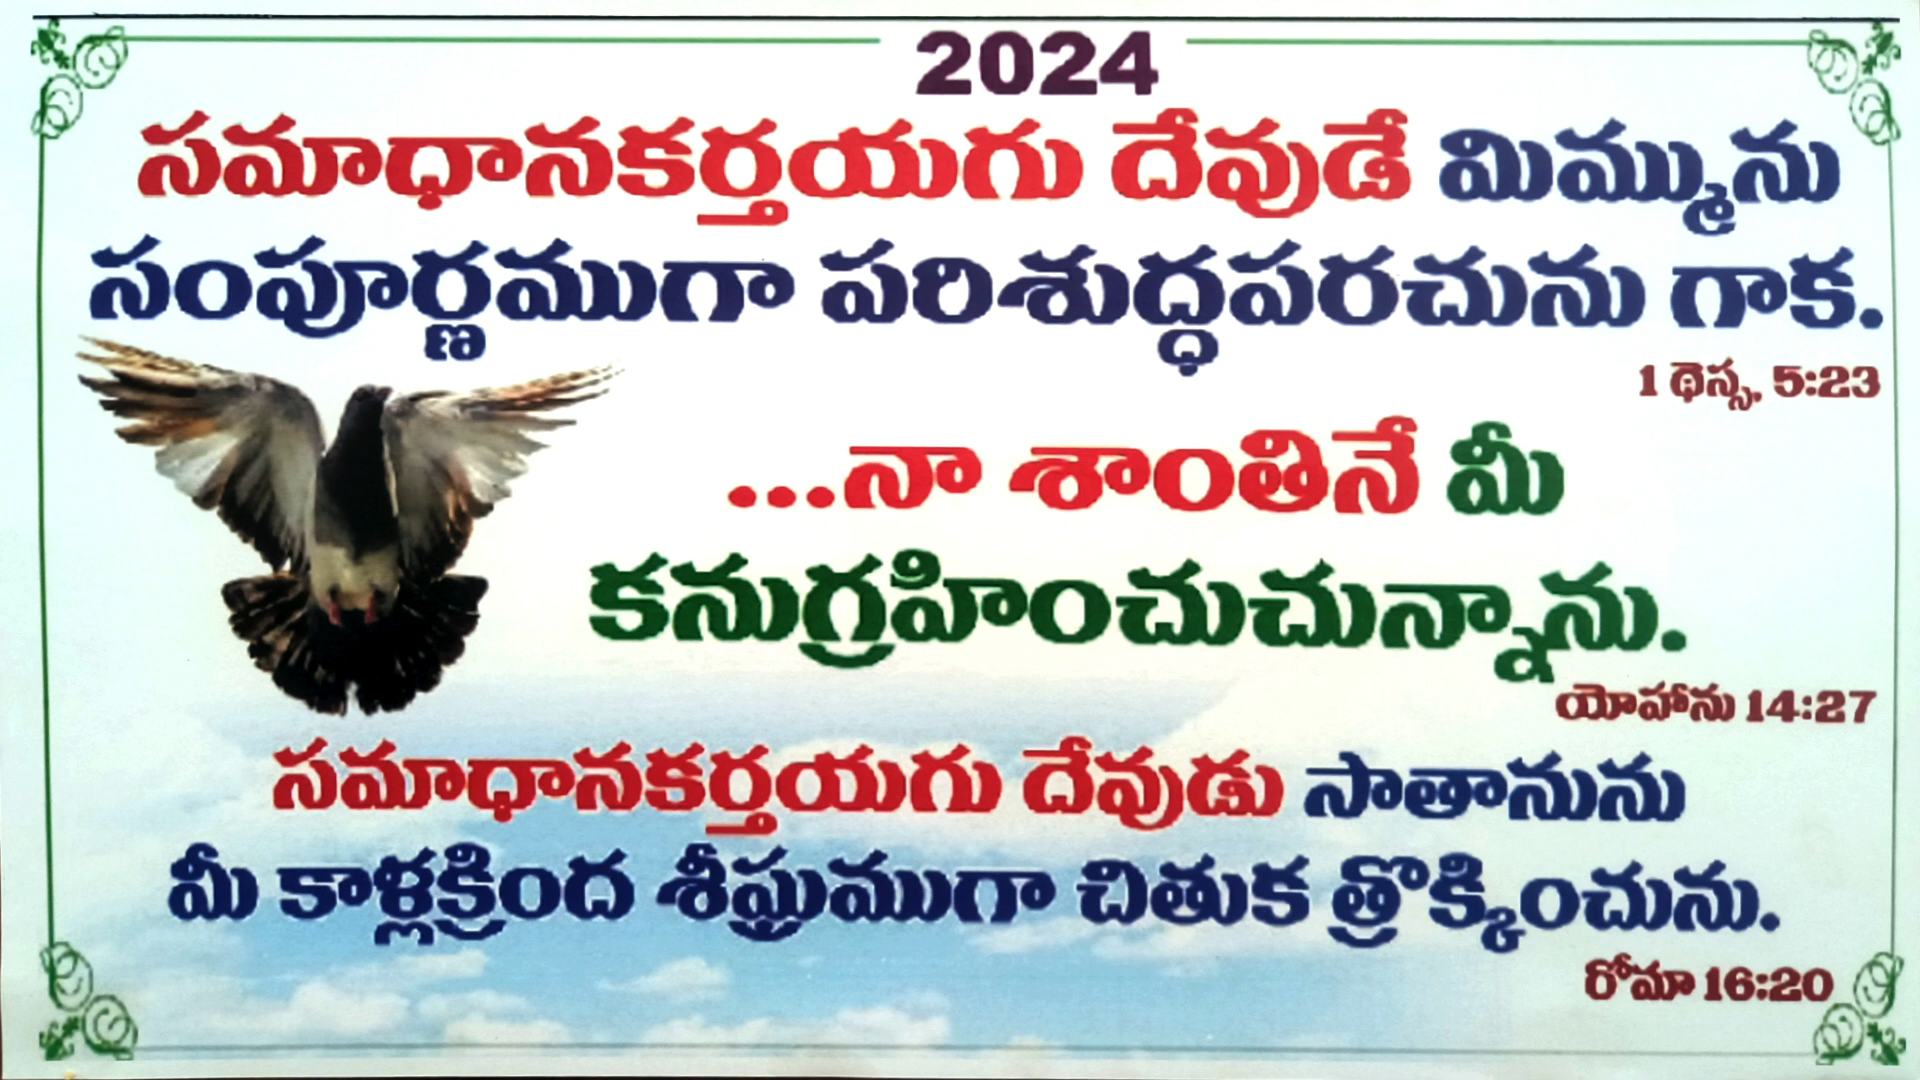 2024
సమాధానకర్తయగు దేవుడే మిమ్మును
సంపూర్ణముగా పరిశుద్ధపరచును గాక.
1 థెస్స. 5:23
...నా శాంతినే మీ
కనుగ్రహించుచున్నాను.
యోహాను 14:27
సమాధానకర్తయగు దేవుడు సాతానును
మీ కాళ్లక్రింద శీఘ్రముగా చితుక త్రొక్కించును.
రోమా 16:20